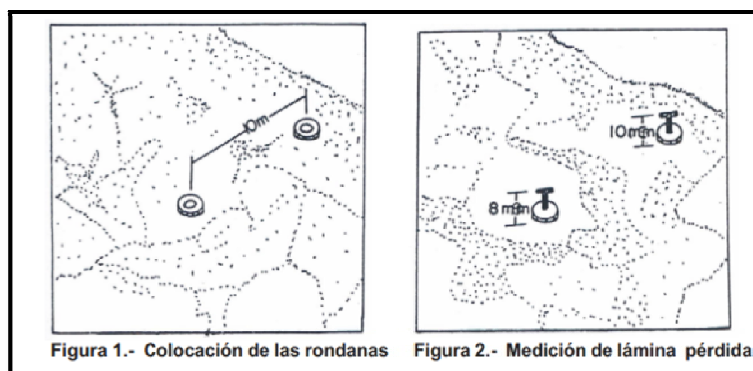 10m
10mm
8mm
Figura 1.- Colocación de las rondanas
Figura 2.- Medición de lámina pérdida